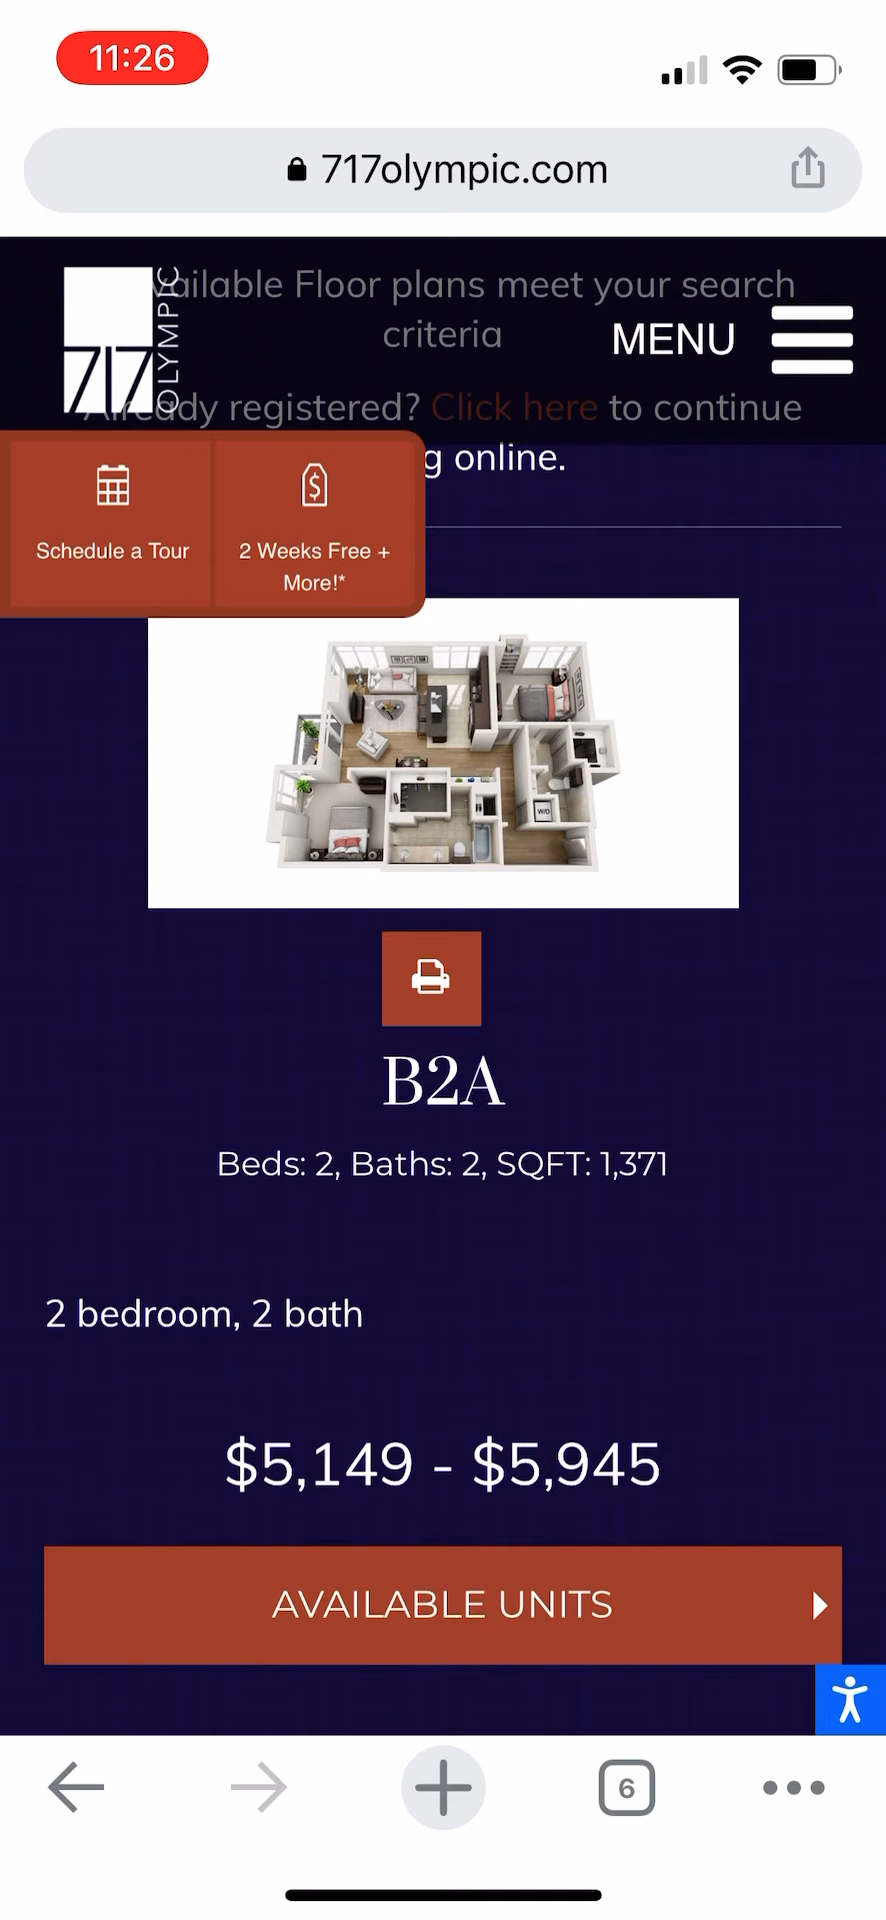 11:26
717olympic.com
vailable Floor plans meet your search
criteria
MENU
717
OLYMPIC
Already registered? Click here to continue
g online.
Schedule a Tour
2 Weeks Free +
More!*
W/D
B2A
Beds: 2, Baths: 2, SQFT: 1,371
2 bedroom, 2 bath
$5,149 - $5,945
AVAILABLE UNITS
6